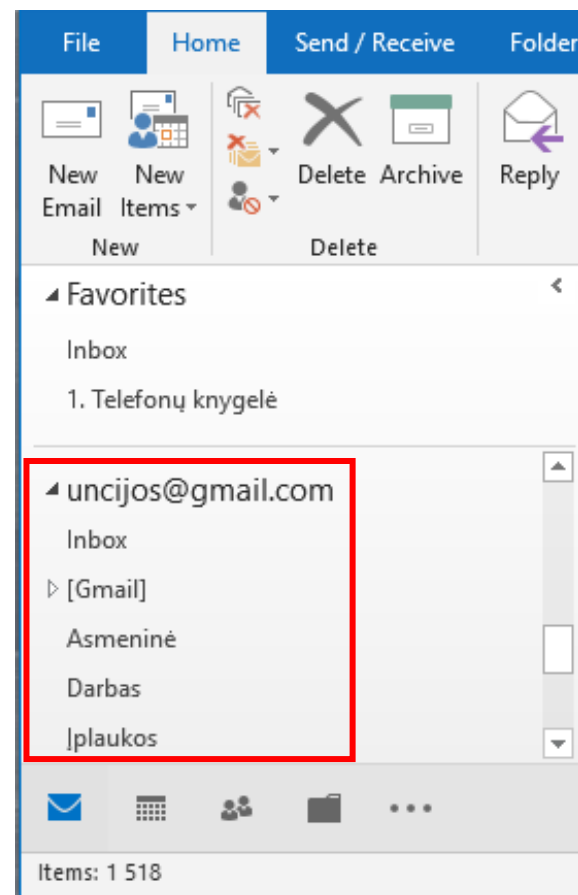 File Home Send / Receive Folder
New Email New Items Delete Archive Reply
New Delete
Favorites
Inbox
1. Telefonų knygelė
uncijos@gmail.com
Inbox
[Gmail]
Asmeninė
Darbas
Įplaukos
Items: 1 518